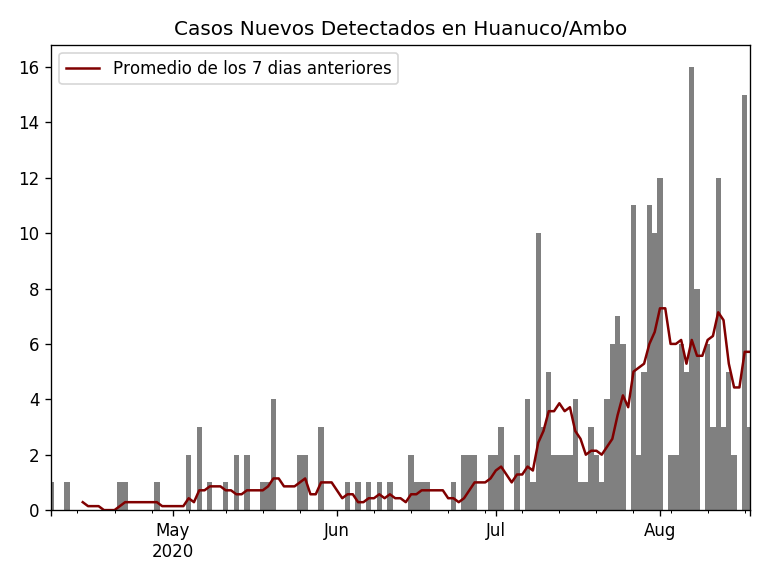 Casos Nuevos Detectados en Huanuco/Ambo
Promedio de los 7 dias anteriores
16
14
12
10
8
6
4
2
0
May
2020
Jun
Jul
Aug